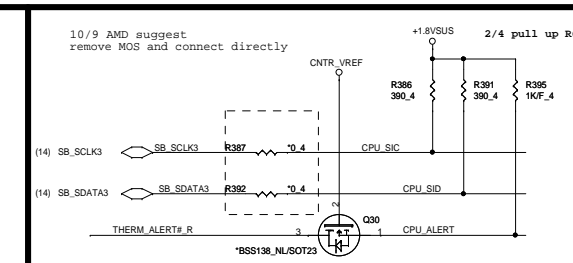 10/9 AMD suggest
remove MOS and connect directly
+1.8VSUS
2/4 pull up
CNTR_VREF
R386
390_4
R391
390_4
R395
1K/F_4
(14) SB_SCLK3
SB_SCLK3
R387
*0_4
CPU_SIC
(14) SB_SDATA3
SB_SDATA3
R392
*0_4
CPU_SID
2
Q30
THERM_ALERT#_R
3
1
CPU_ALERT
*BSS138_NL/SOT23